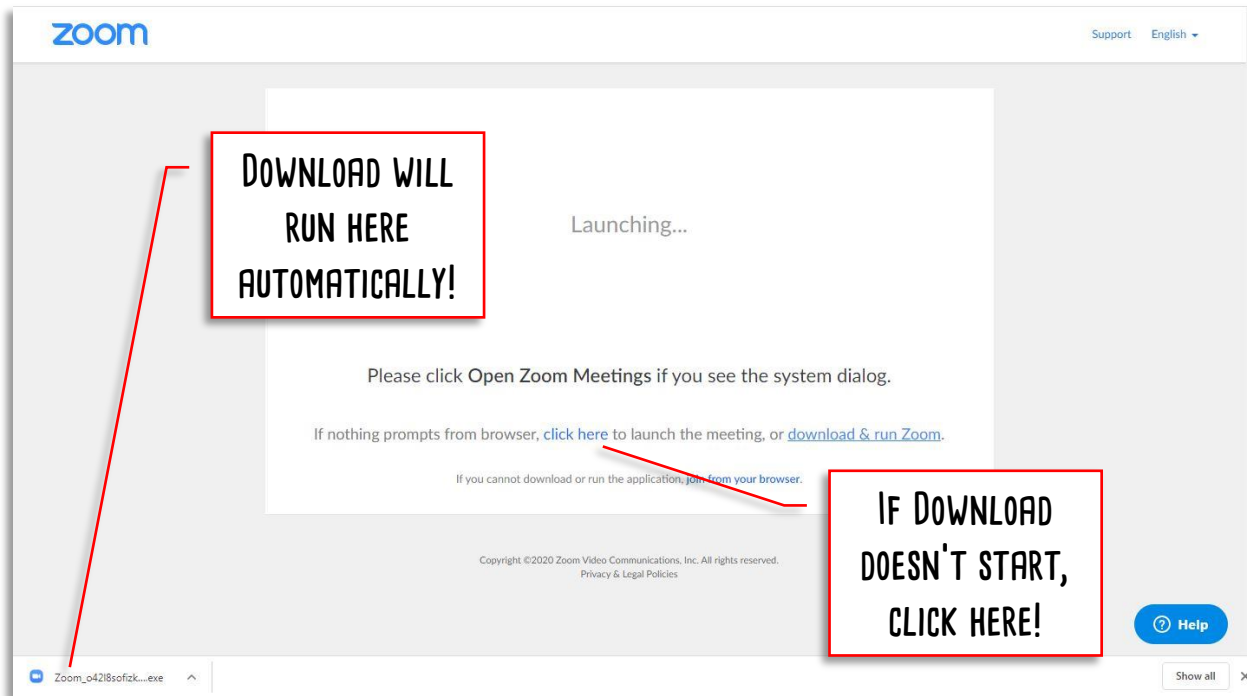 zoom
Support English
Download will
run here
automatically!
Launching...
Please click Open Zoom Meetings if you see the system dialog.
If nothing prompts from browser, click here to launch the meeting, or download & run Zoom.
If you cannot download or run the application, join from your browser.
If Download
doesn't start,
click here!
Copyright ©2020 Zoom Video Communications, Inc. All rights reserved.
Privacy & Legal Policies
Help
Zoom_o42l8sofizk....exe
Show all